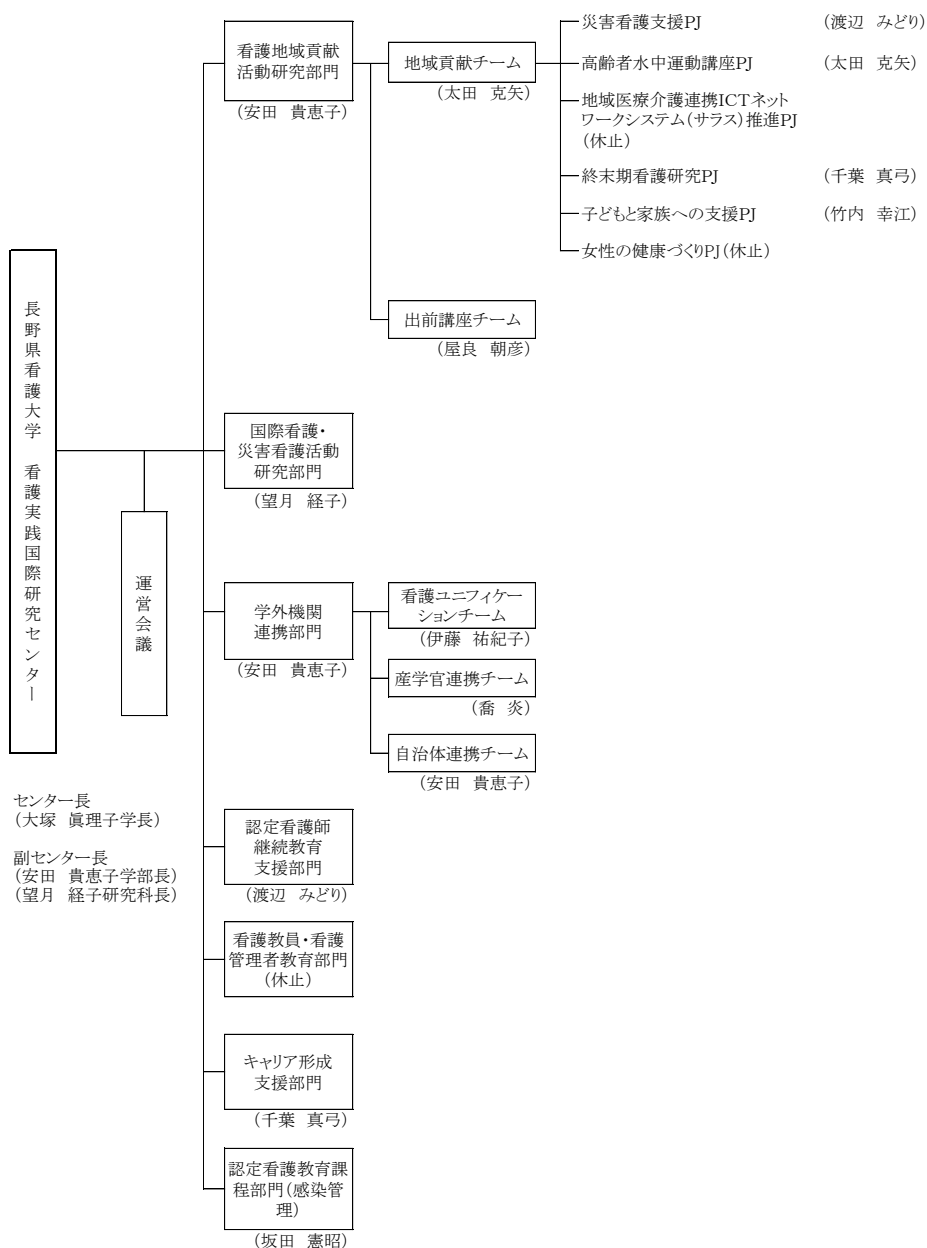 長野県看護大学 看護実践国際研究センター
運営会議
センター長
(大塚 眞理子学長)
副センター長
(安田 貴恵子学部長)
(望月 経子研究科長)
看護地域貢献
活動研究部門
(安田 貴恵子)
地域貢献チーム
(太田 克矢)
災害看護支援PJ (渡辺 みどり)
高齢者水中運動講座PJ (太田 克矢)
地域医療介護連携ICTネット
ワークシステム(サラス)推進PJ
(休止)
終末期看護研究PJ (千葉 真弓)
子どもと家族への支援PJ (竹内 幸江)
女性の健康づくりPJ(休止)
出前講座チーム
(屋良 朝彦)
国際看護・
災害看護活動
研究部門
(望月 経子)
学外機関
連携部門
(安田 貴恵子)
看護ユニフィケー
ションチーム
(伊藤 祐紀子)
産学官連携チーム
(喬 炎)
自治体連携チーム
(安田 貴恵子)
認定看護師
継続教育
支援部門
(渡辺 みどり)
看護教員・看護
管理者教育部門
(休止)
キャリア形成
支援部門
(千葉 真弓)
認定看護教育課
程部門(感染管
理)
(坂田 憲昭)